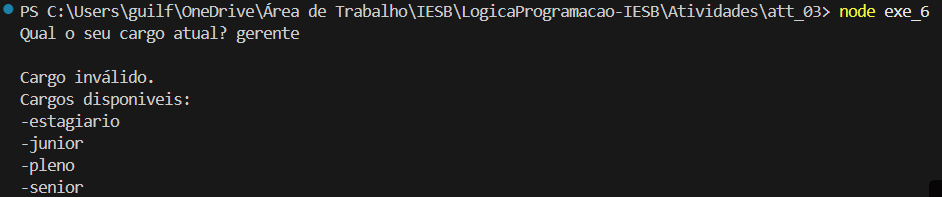 PS C:\Users\guilf\OneDrive\Área de Trabalho\IESB\LogicaProgramacao-IESB\Atividades\att_03> node exe_6
Qual o seu cargo atual? gerente
Cargo inválido.
Cargos disponiveis:
-estagiario
-junior
-pleno
-senior